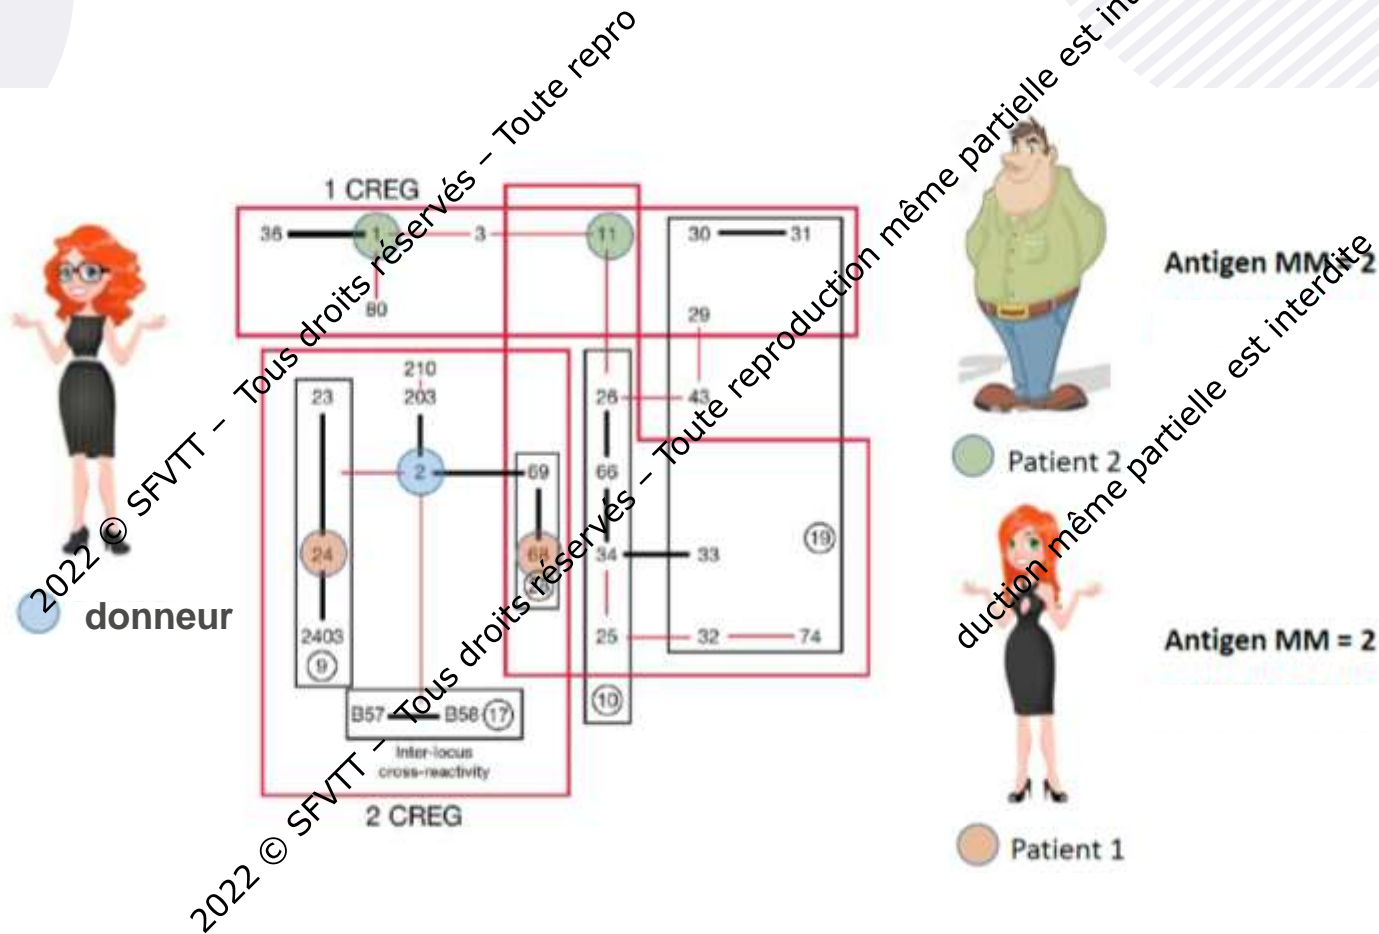 1 CREG
36 1 3 11 30 31
80
29
210
203
23
26 43
2 69
66
24 68
34 33
19
2403
25 32 74
9
10
B57 B58 17
Inter-locus
cross-reactivity
2 CREG
donneur
Antigen MM = 2
Patient 2
Antigen MM = 2
Patient 1
2022 © SFVTT – Tous droits réservés – Toute repro
2022 © SFVTT – Tous droits réservés – Toute reproduction même partielle est int
duction même partielle est interdite